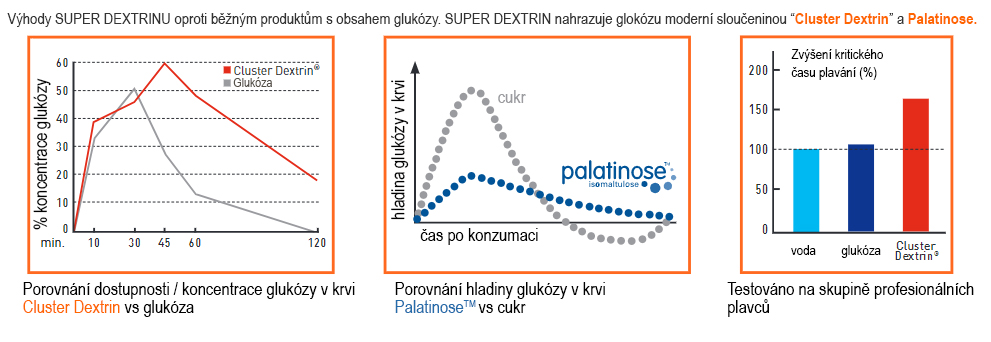 Výhody SUPER DEXTRINU oproti běžným produktům s obsahem glukózy. SUPER DEXTRIN nahrazuje glokózu moderní sloučeninou “Cluster Dextrin” a Palatinose.
% koncentrace glukózy
60
50
40
30
20
10
0
Cluster Dextrin®
Glukóza
min.
10
30
45
60
120
Porovnání dostupnosti / koncentrace glukózy v krvi
Cluster Dextrin vs glukóza
hladina glukózy v krvi
cukr
palatinose™
isomaltulose
čas po konzumaci
Porovnání hladiny glukózy v krvi
Palatinose™ vs cukr
Zvýšení kritického
času plavání (%)
200
100
50
0
voda
glukóza
Cluster
Dextrin®
Testováno na skupině profesionálních
plavců